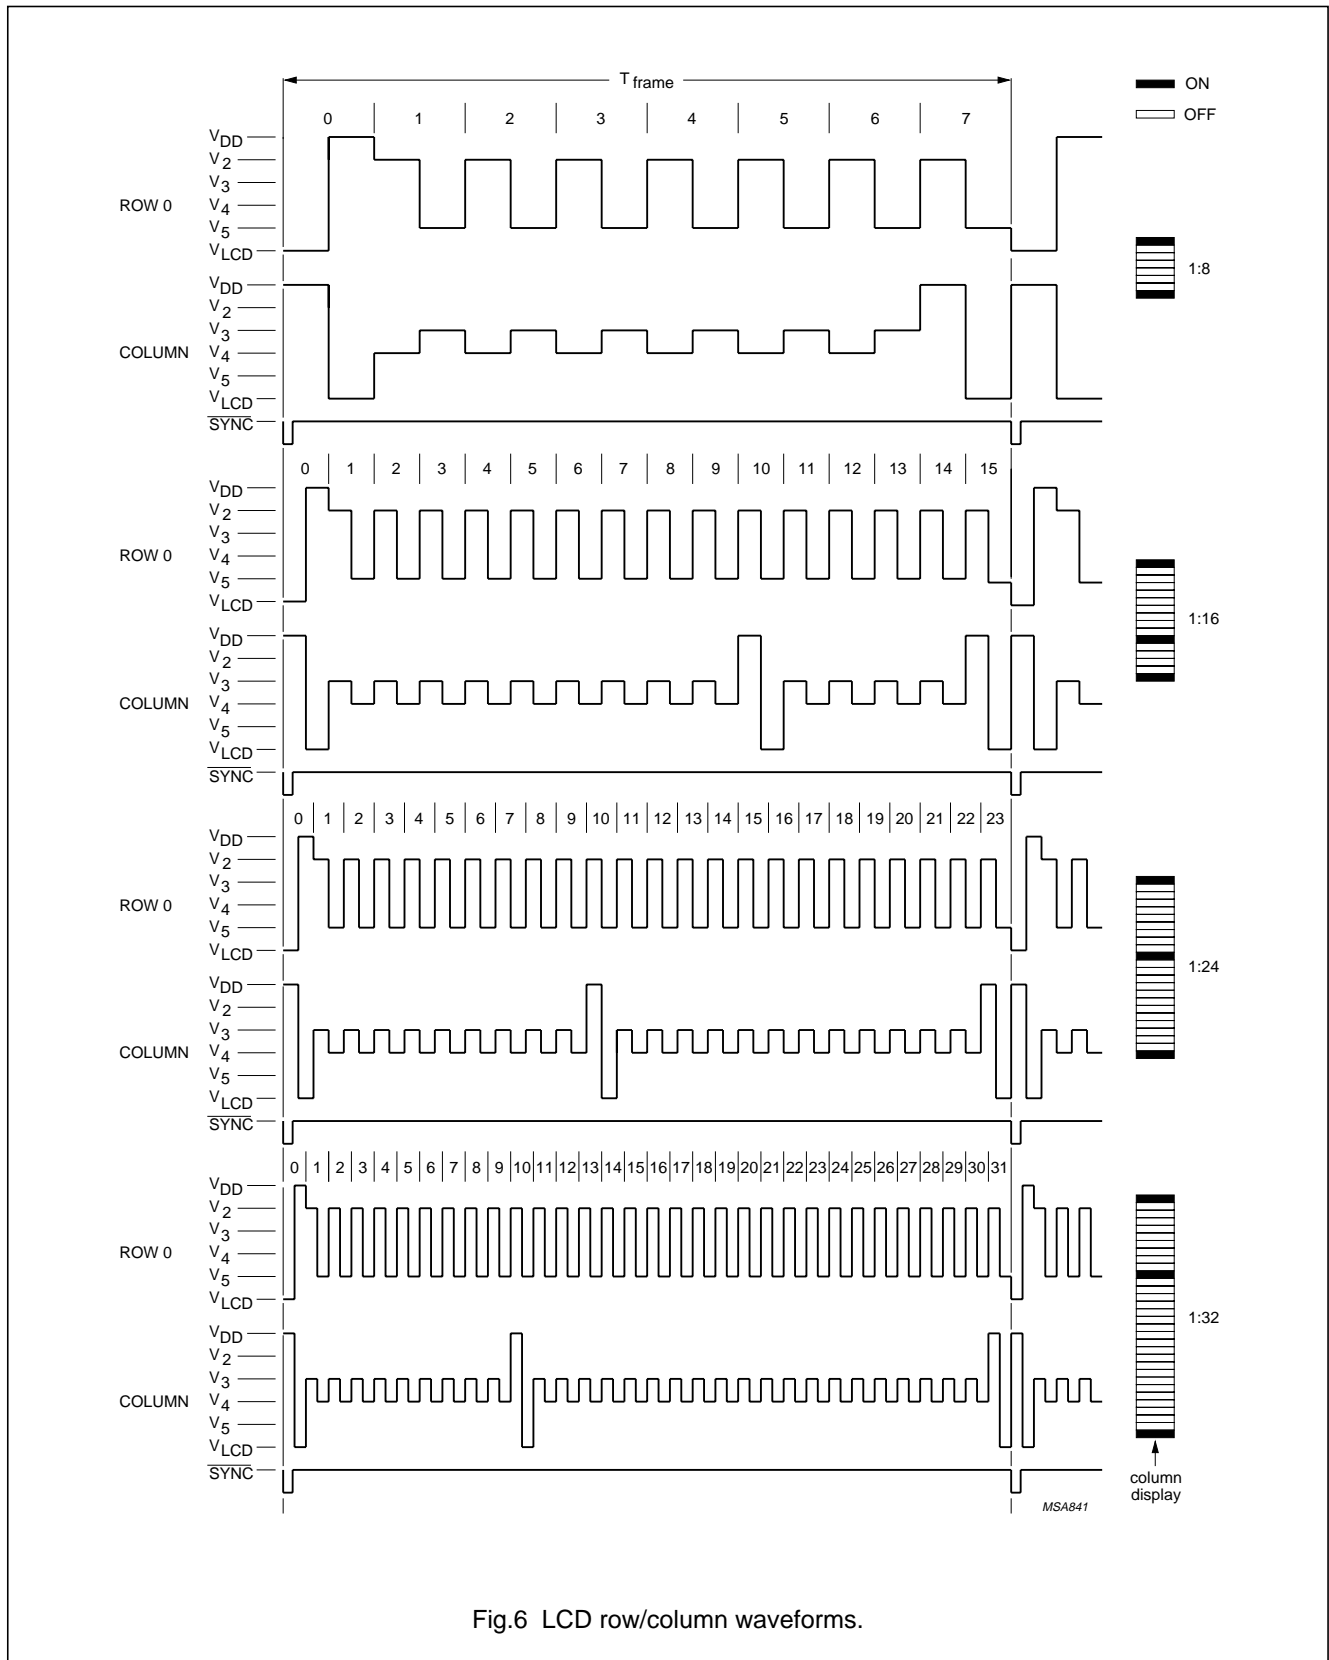 T frame
ON
OFF
0 1 2 3 4 5 6 7
ROW 0
VDD
V2
V3
V4
V5
VLCD
1:8
COLUMN
VDD
V2
V3
V4
V5
VLCD
SYNC
0 1 2 3 4 5 6 7 8 9 10 11 12 13 14 15
ROW 0
VDD
V2
V3
V4
V5
VLCD
1:16
COLUMN
VDD
V2
V3
V4
V5
VLCD
SYNC
0 1 2 3 4 5 6 7 8 9 10 11 12 13 14 15 16 17 18 19 20 21 22 23
ROW 0
VDD
V2
V3
V4
V5
VLCD
1:24
COLUMN
VDD
V2
V3
V4
V5
VLCD
SYNC
0 1 2 3 4 5 6 7 8 9 10 11 12 13 14 15 16 17 18 19 20 21 22 23 24 25 26 27 28 29 30 31
ROW 0
VDD
V2
V3
V4
V5
VLCD
1:32
COLUMN
VDD
V2
V3
V4
V5
VLCD
SYNC
column
display
MSA841
Fig.6 LCD row/column waveforms.